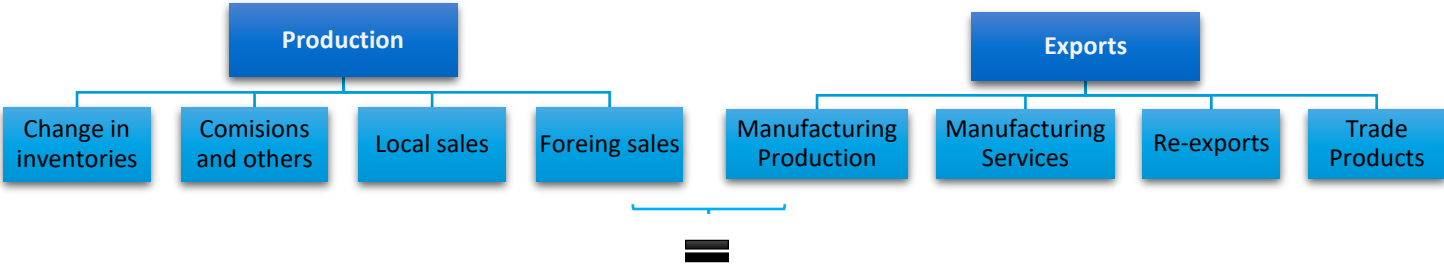 Production
Exports
Change in
inventories
Comisions
and others
Local sales
Foreing sales
Manufacturing
Production
Manufacturing
Services
Re-exports
Trade
Products
=